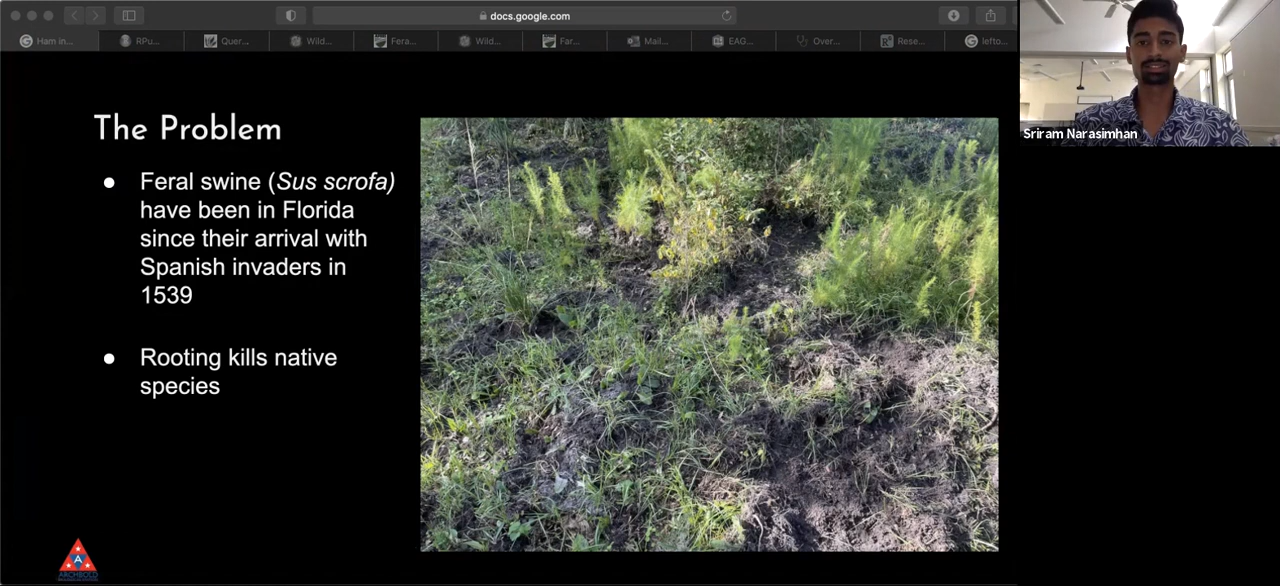 docs.google.com
Ham in...
RPu...
Quer...
Wild...
Fera...
Wild...
Far...
Mail...
EAG...
Over...
Rese...
lefto...
The Problem
Feral swine (Sus scrofa)
have been in Florida
since their arrival with
Spanish invaders in
1539
Rooting kills native
species
Sriram Narasimhan
A
ARCHBOLD